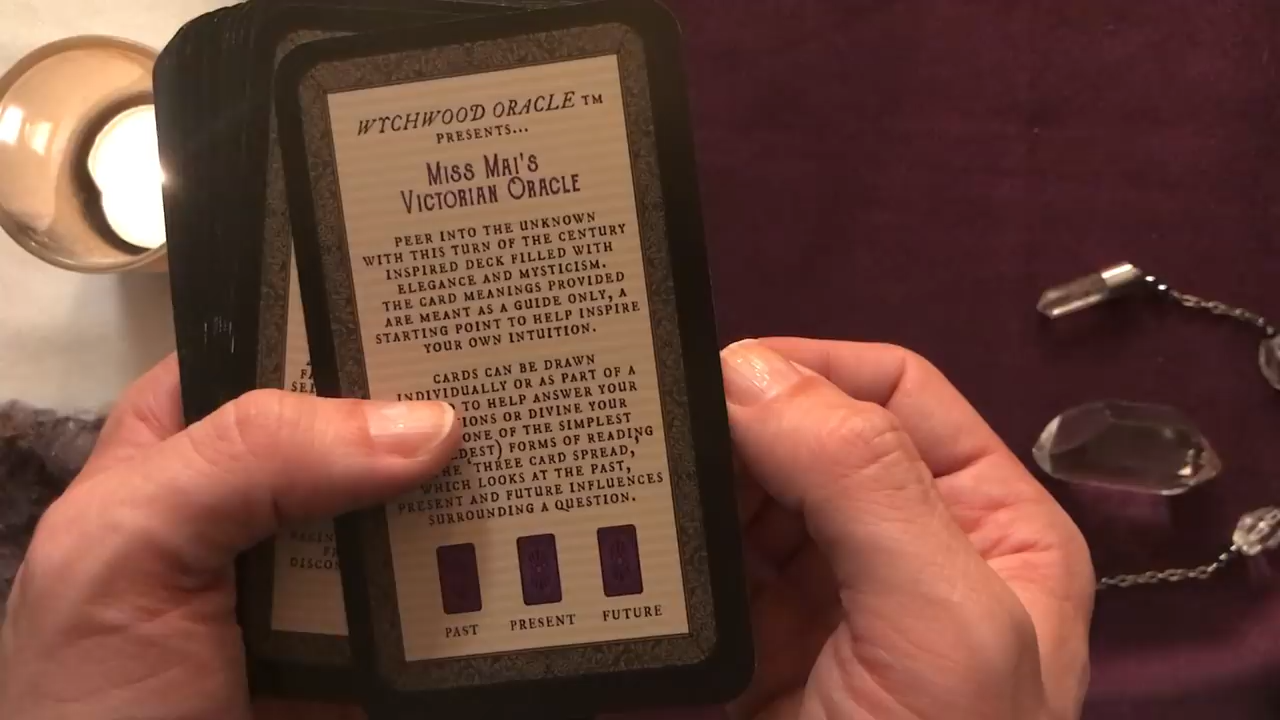 WYCHWOOD ORACLE™
PRESENTS...
MISS MAI'S
VICTORIAN ORACLE
PEER INTO THE UNKNOWN
WITH THIS TURN OF THE CENTURY
INSPIRED DECK FILLED WITH
ELEGANCE AND MYSTICISM.
THE CARD MEANINGS PROVIDED
ARE MEANT AS A GUIDE ONLY, A
STARTING POINT TO HELP INSPIRE
YOUR OWN INTUITION.
CARDS CAN BE DRAWN
INDIVIDUALLY OR AS PART OF A
TO HELP ANSWER YOUR
OR DIVINE YOUR
ONE OF THE SIMPLEST
FORMS OF READING
'THREE CARD SPREAD,'
WHICH LOOKS AT THE PAST,
PRESENT AND FUTURE INFLUENCES
SURROUNDING A QUESTION.
PAST PRESENT FUTURE